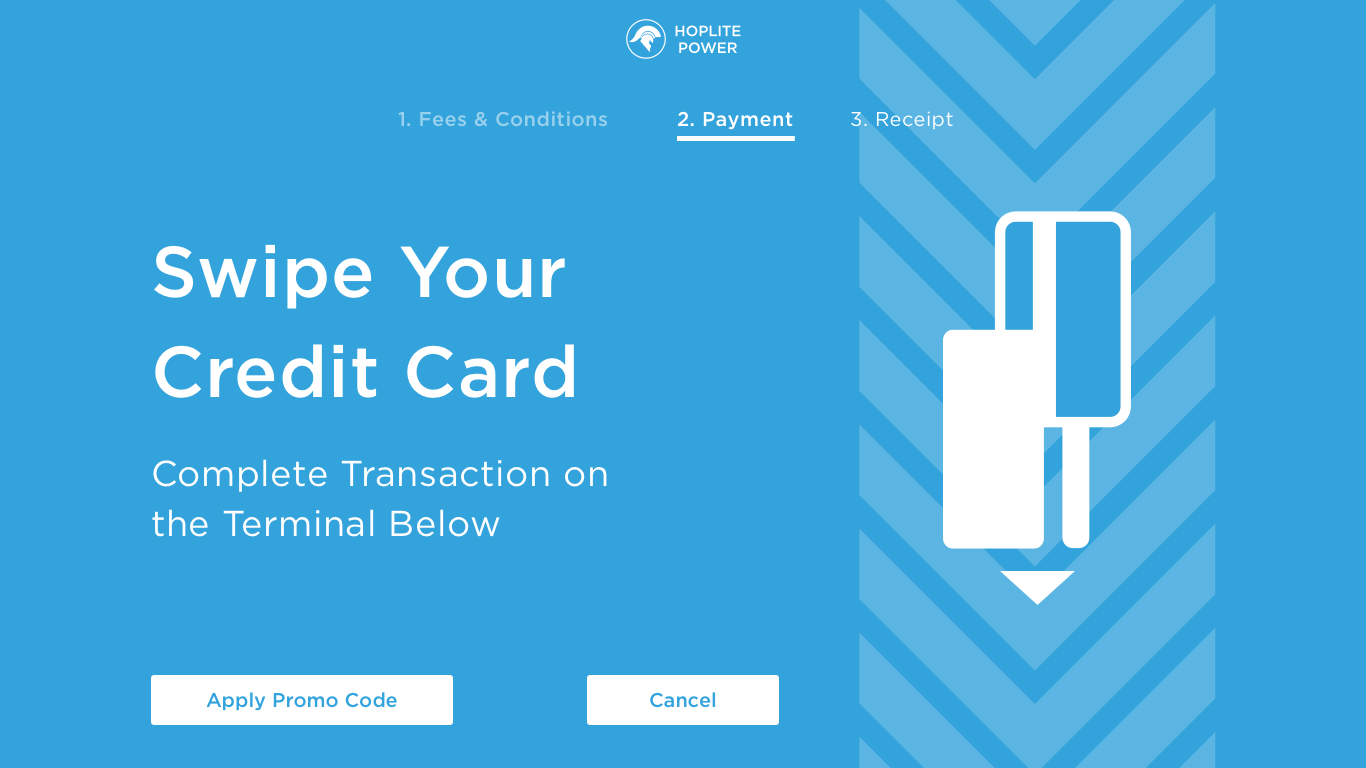 HOPLITE
POWER
1. Fees & Conditions
2. Payment
3. Receipt
Swipe Your
Credit Card
Complete Transaction on
the Terminal Below
Apply Promo Code
Cancel